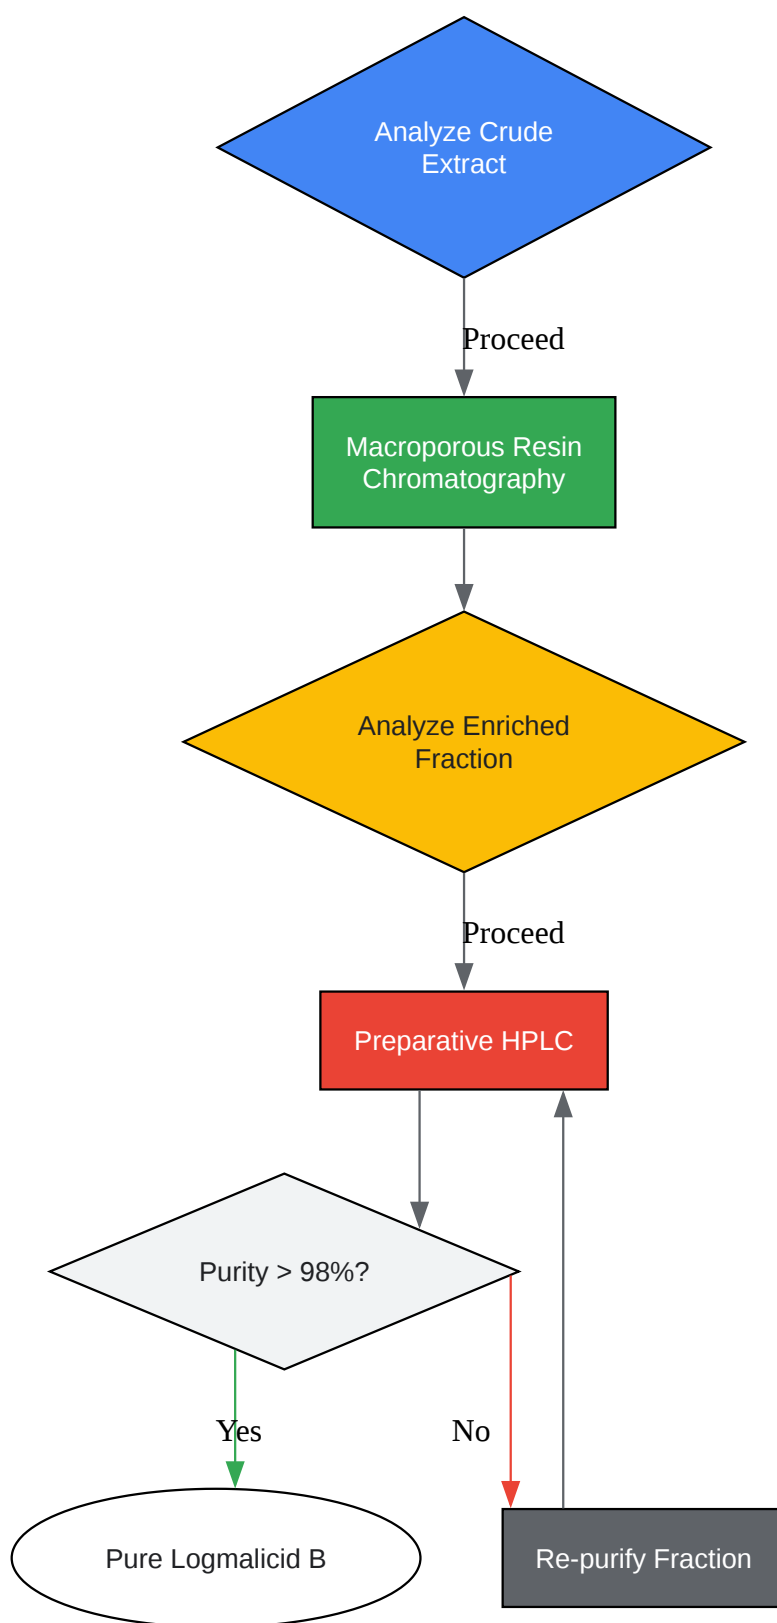 Analyze Crude
Extract
Proceed
Macroporous Resin
Chromatography
Analyze Enriched
Fraction
Proceed
Preparative HPLC
Purity > 98%?
Yes
No
Pure Logmalicid B
Re-purify Fraction